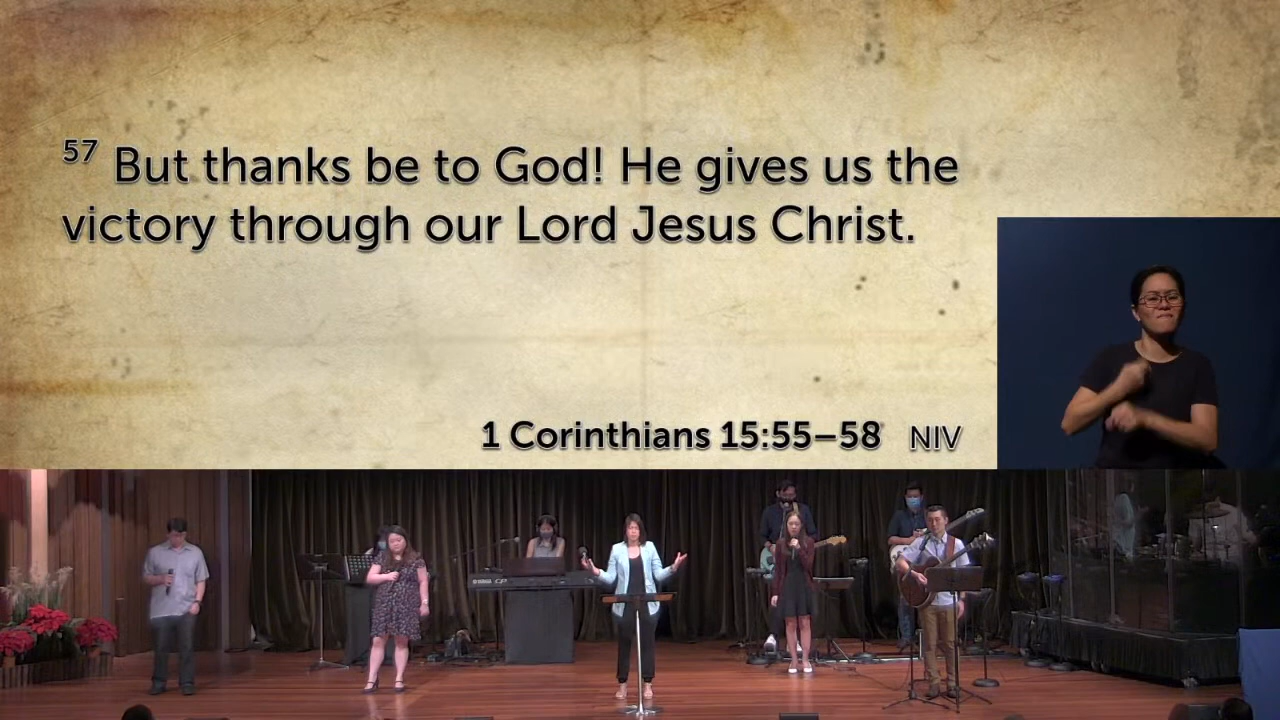 57 But thanks be to God! He gives us the
victory through our Lord Jesus Christ.
1 Corinthians 15:55–58 NIV
CP